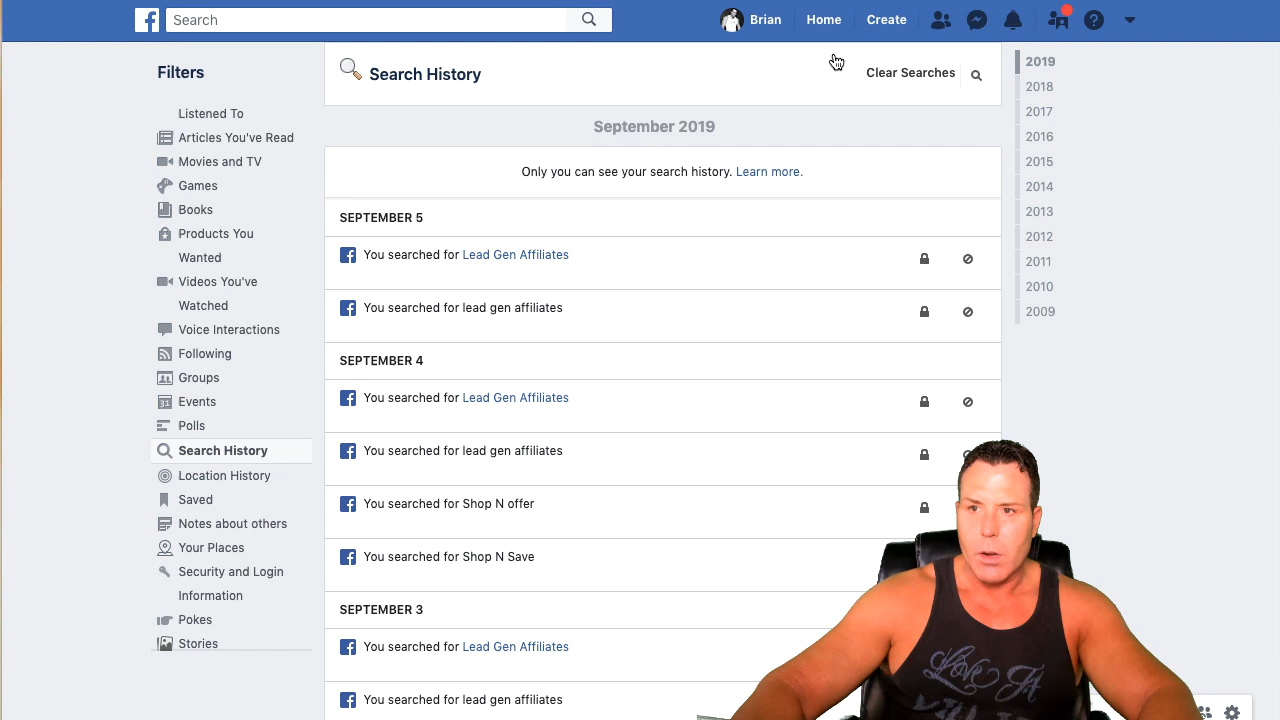 Search
Brian
Home
Create
Filters
Listened To
Articles You've Read
Movies and TV
Games
Books
Products You
Wanted
Videos You've
Watched
Voice Interactions
Following
Groups
Events
Polls
Search History
Location History
Saved
Notes about others
Your Places
Security and Login
Information
Pokes
Stories
Search History
Clear Searches
September 2019
Only you can see your search history. Learn more.
SEPTEMBER 5
You searched for Lead Gen Affiliates
You searched for lead gen affiliates
SEPTEMBER 4
You searched for Lead Gen Affiliates
You searched for lead gen affiliates
You searched for Shop N offer
You searched for Shop N Save
SEPTEMBER 3
You searched for Lead Gen Affiliates
You searched for lead gen affiliates
2019
2018
2017
2016
2015
2014
2013
2012
2011
2010
2009